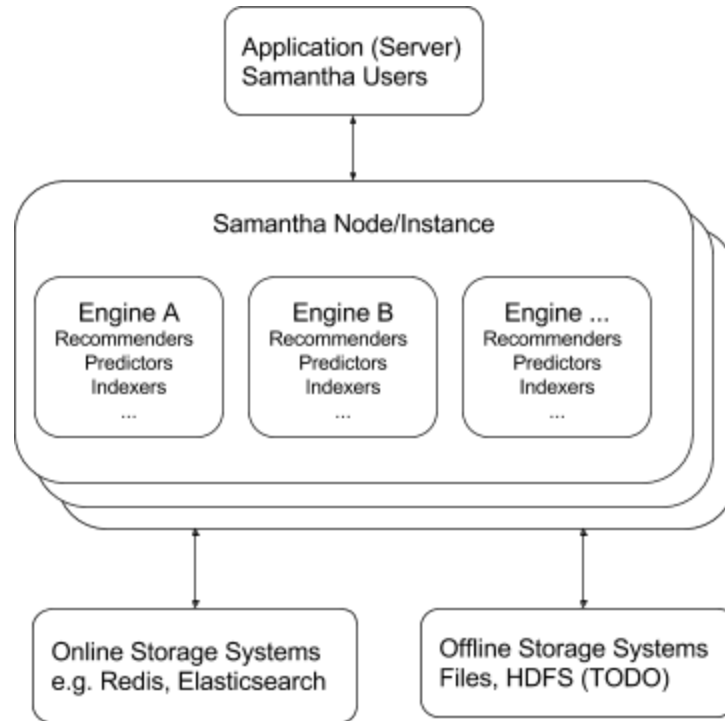 Application (Server)
Samantha Users
Samantha Node/Instance
Engine A
Recommenders
Predictors
Indexers
...
Engine B
Recommenders
Predictors
Indexers
...
Engine ...
Recommenders
Predictors
Indexers
...
Online Storage Systems
e.g. Redis, Elasticsearch
Offline Storage Systems
Files, HDFS (TODO)